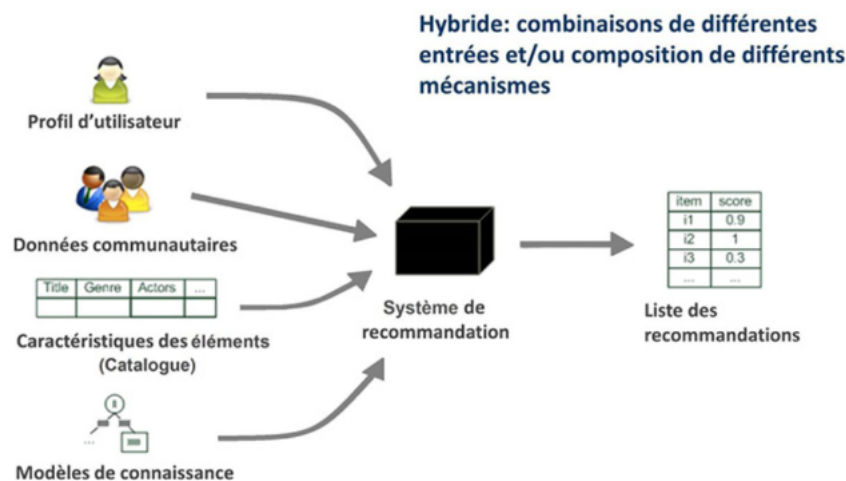 Hybride: combinaisons de différentes
entrées et/ou composition de différents
mécanismes
Profil d'utilisateur
Données communautaires
Title Genre Actors ...
Caractéristiques des éléments
(Catalogue)
...
Modèles de connaissance
Système de
recommandation
item score
i1 0.9
i2 1
i3 0.3
... ...
Liste des
recommandations